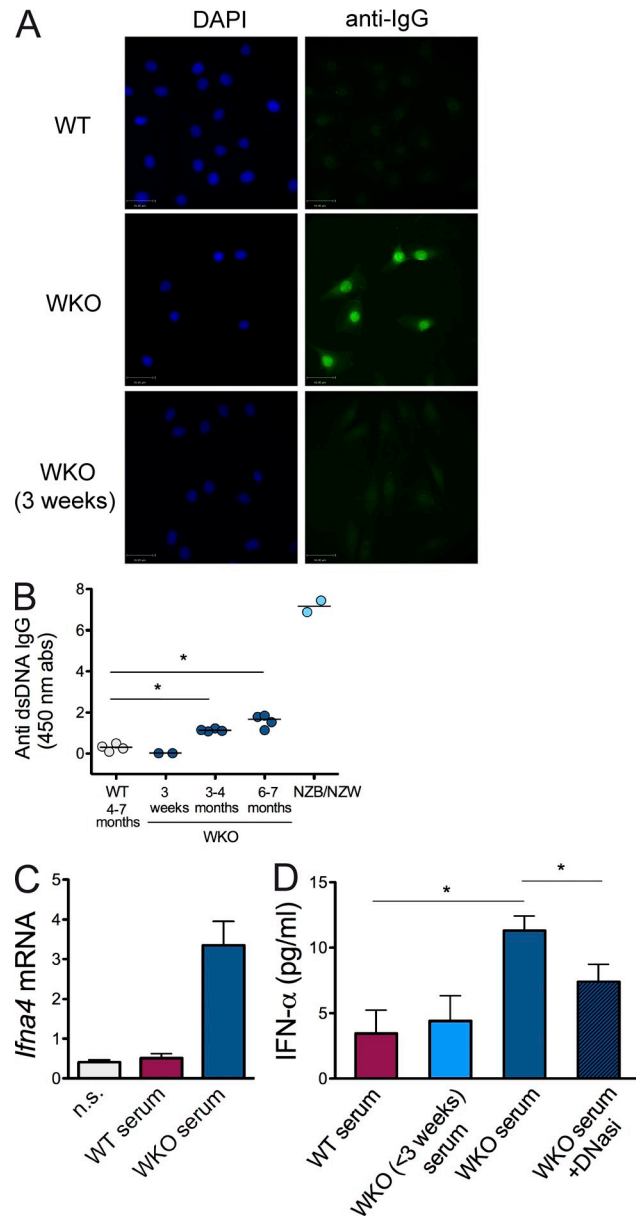 A
DAPI
anti-IgG
WT
WKO
WKO
(3 weeks)
B
Anti dsDNA IgG
(450 nm abs)
8
6
4
2
0
*
*
WT
4-7
months
3
weeks
3-4
months
6-7
months
NZB/NZW
WKO
C
Ifna4 mRNA
5
4
3
2
1
0
n.s.
WT serum
WKO serum
D
IFN-α (pg/ml)
15
10
5
0
*
*
WT serum
WKO (<3 weeks)
serum
WKO serum
WKO serum
+DNasi